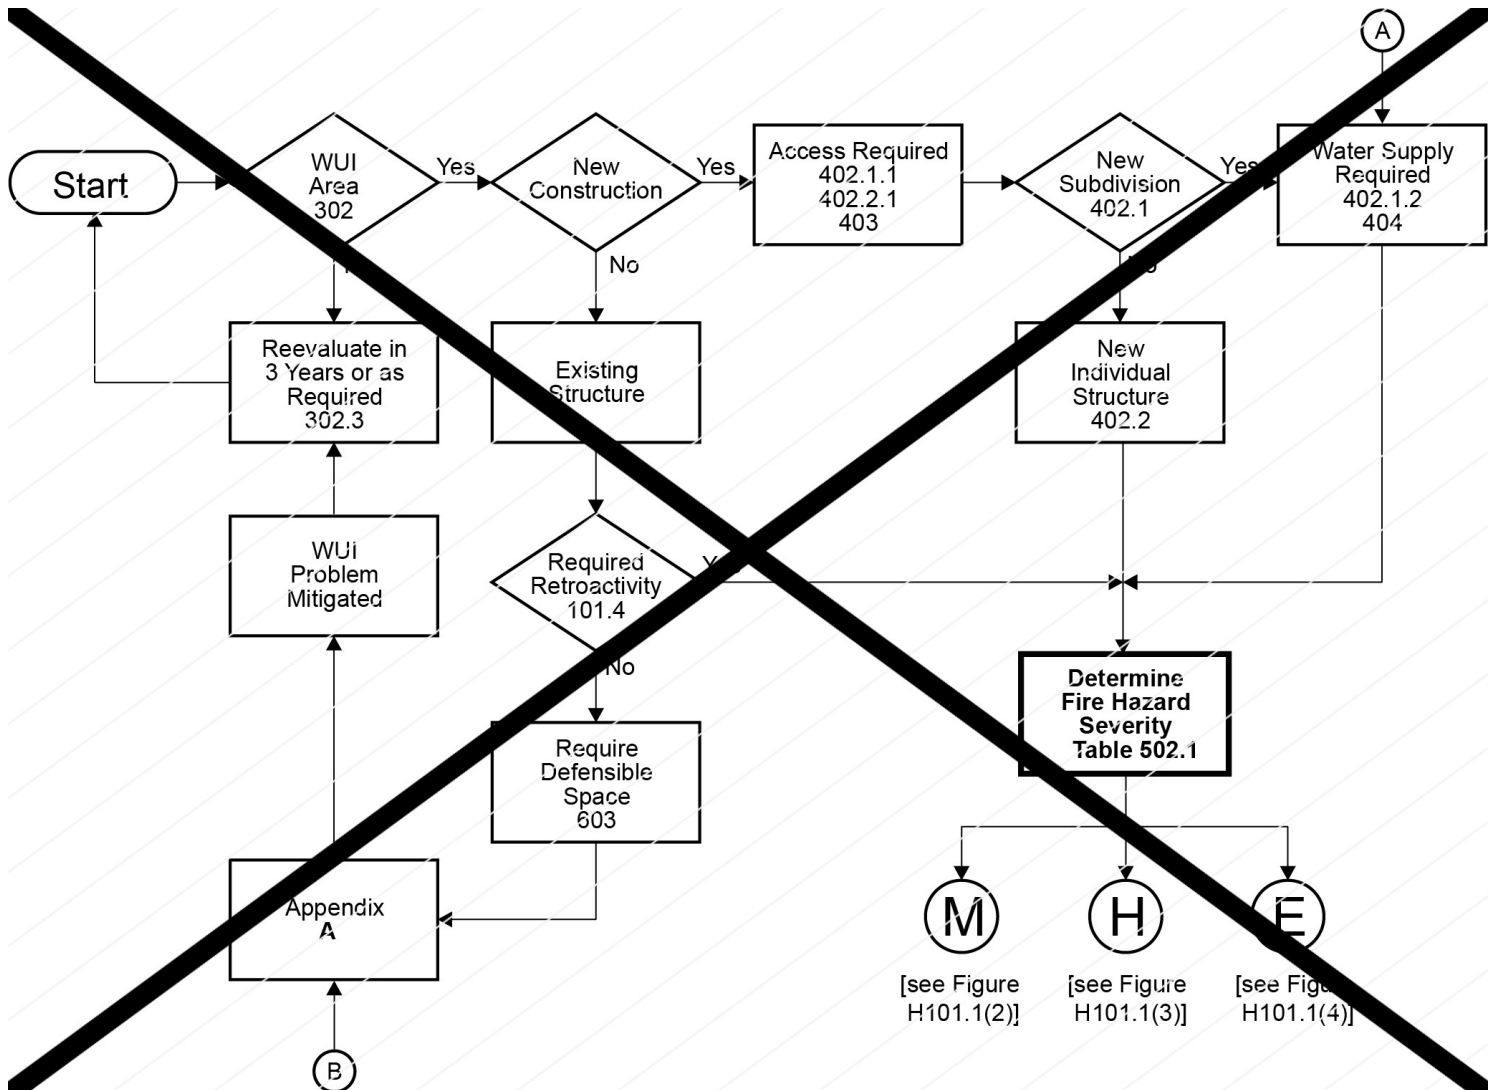 A
Start
WUI
Area
302
Yes
New
Construction
Yes
Access Required
402.1.1
402.2.1
403
New
Subdivision
402.1
Yes
Water Supply
Required
402.1.2
404
No
No
Reevaluate in
3 Years or as
Required
302.3
Existing
Structure
New
Individual
Structure
402.2
WUI
Problem
Mitigated
Required
Retroactivity
101.4
No
Determine
Fire Hazard
Severity
Table 502.1
Require
Defensible
Space
603
Appendix
A
M
H
E
[see Figure
H101.1(2)]
[see Figure
H101.1(3)]
[see Figure
H101.1(4)]
B